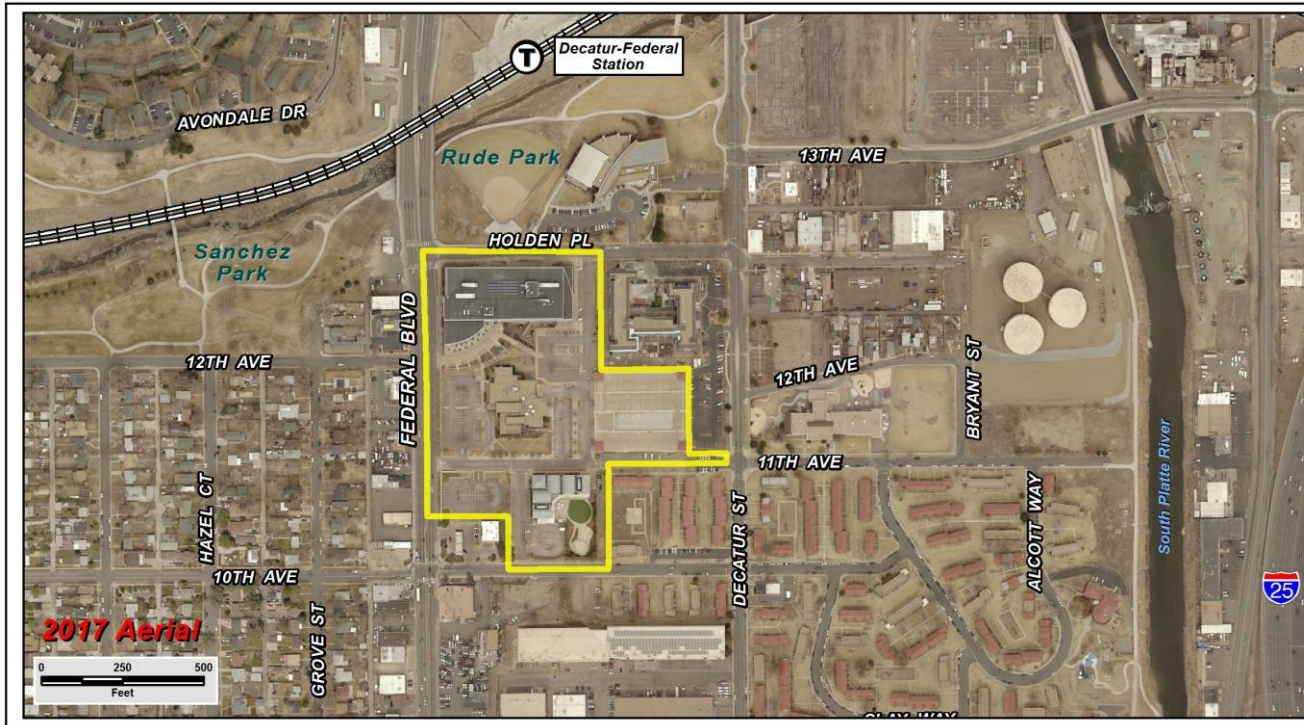 T
Decatur-Federal
Station
AVONDALE DR
Rude Park
13TH AVE
HOLDEN PL
Sanchez
Park
FEDERAL BLVD
12TH AVE
12TH AVE
BRYANT ST
11TH AVE
HAZEL CT
DECATUR ST
ALCOTT WAY
South Platte River
10TH AVE
GROVE ST
25
2017 Aerial
0 250 500
Feet
CLAY WAY